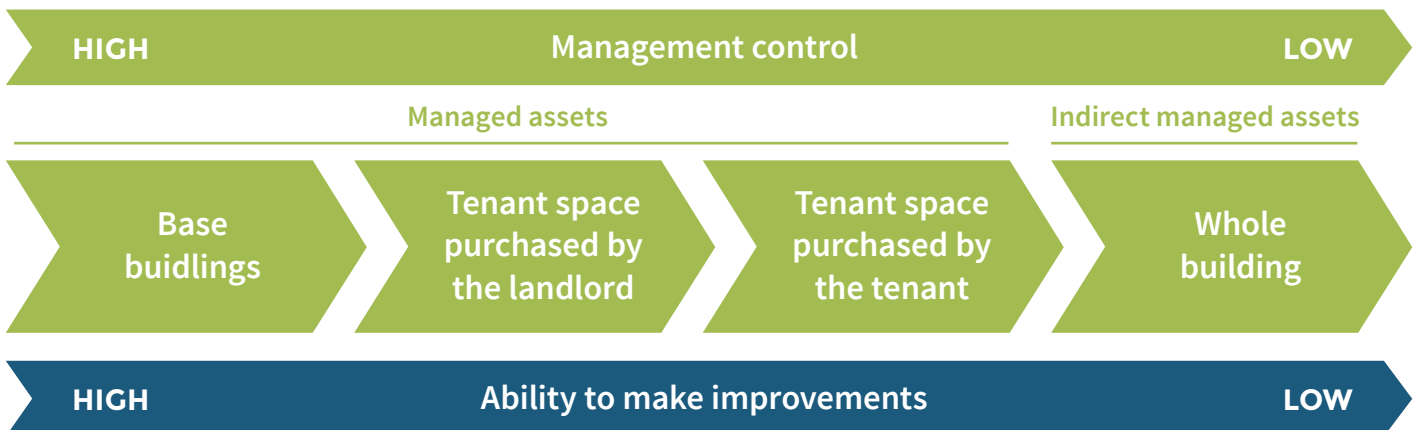 HIGH Management control LOW
Managed assets Indirect managed assets
Base
buidlings
Tenant space
purchased by
the landlord
Tenant space
purchased by
the tenant
Whole
building
HIGH Ability to make improvements LOW